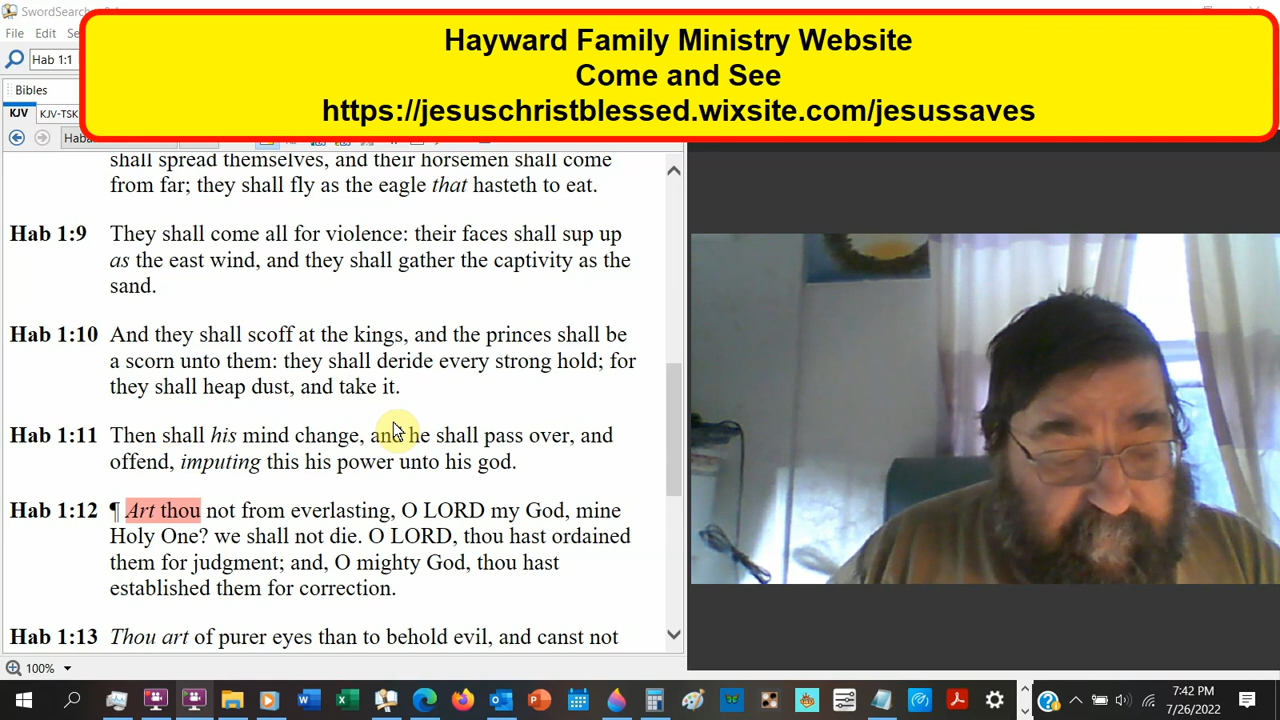 SwordSearcher
File Edit
Hayward Family Ministry Website
Come and See
https://jesuschristblessed.wixsite.com/jesussaves
Hab 1:1
Bibles
KJV KJV-TSK
shall spread themselves, and their horsemen shall come
from far; they shall fly as the eagle that hasteth to eat.
Hab 1:9 They shall come all for violence: their faces shall sup up
as the east wind, and they shall gather the captivity as the
sand.
Hab 1:10 And they shall scoff at the kings, and the princes shall be
a scorn unto them: they shall deride every strong hold; for
they shall heap dust, and take it.
Hab 1:11 Then shall his mind change, and he shall pass over, and
offend, imputing this his power unto his god.
Hab 1:12 ¶ Art thou not from everlasting, O LORD my God, mine
Holy One? we shall not die. O LORD, thou hast ordained
them for judgment; and, O mighty God, thou hast
established them for correction.
Hab 1:13 Thou art of purer eyes than to behold evil, and canst not
100%
7:42 PM
7/26/2022